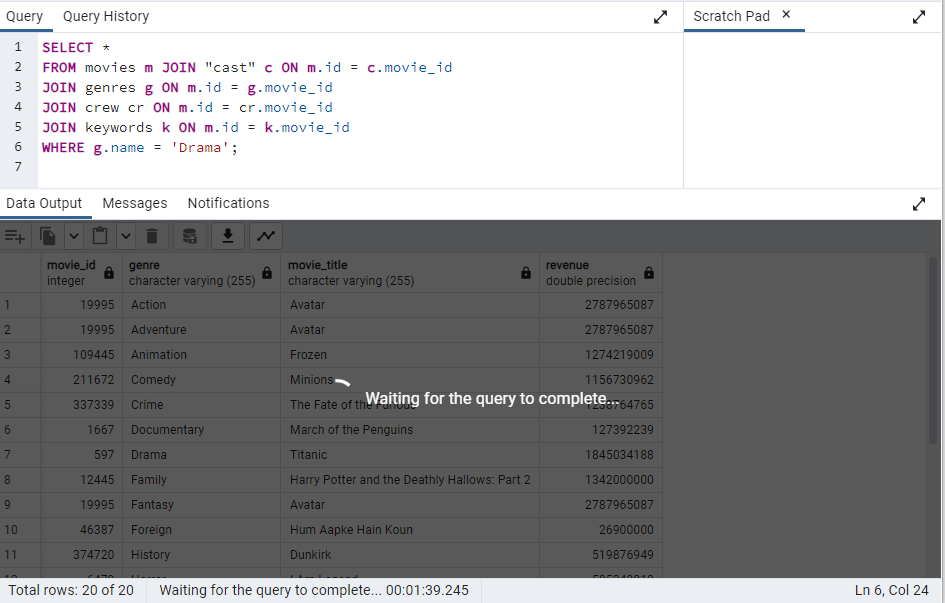 Query Query History Scratch Pad ×
1 SELECT *
2 FROM movies m JOIN "cast" c ON m.id = c.movie_id
3 JOIN genres g ON m.id = g.movie_id
4 JOIN crew cr ON m.id = cr.movie_id
5 JOIN keywords k ON m.id = k.movie_id
6 WHERE g.name = 'Drama';
7
Data Output Messages Notifications
movie_id genre movie_title revenue
integer character varying (255) character varying (255) double precision
1 19995 Action Avatar 2787965087
2 19995 Adventure Avatar 2787965087
3 109445 Animation Frozen 1274219009
4 211672 Comedy Minions 1156730962
Waiting for the query to complete...
5 337339 Crime The Fate of the Furious 1238764765
6 1667 Documentary March of the Penguins 127392239
7 597 Drama Titanic 1845034188
8 12445 Family Harry Potter and the Deathly Hallows: Part 2 1342000000
9 19995 Fantasy Avatar 2787965087
10 46387 Foreign Hum Aapke Hain Koun 26900000
11 374720 History Dunkirk 519876949
Total rows: 20 of 20 Waiting for the query to complete... 00:01:39.245 Ln 6, Col 24